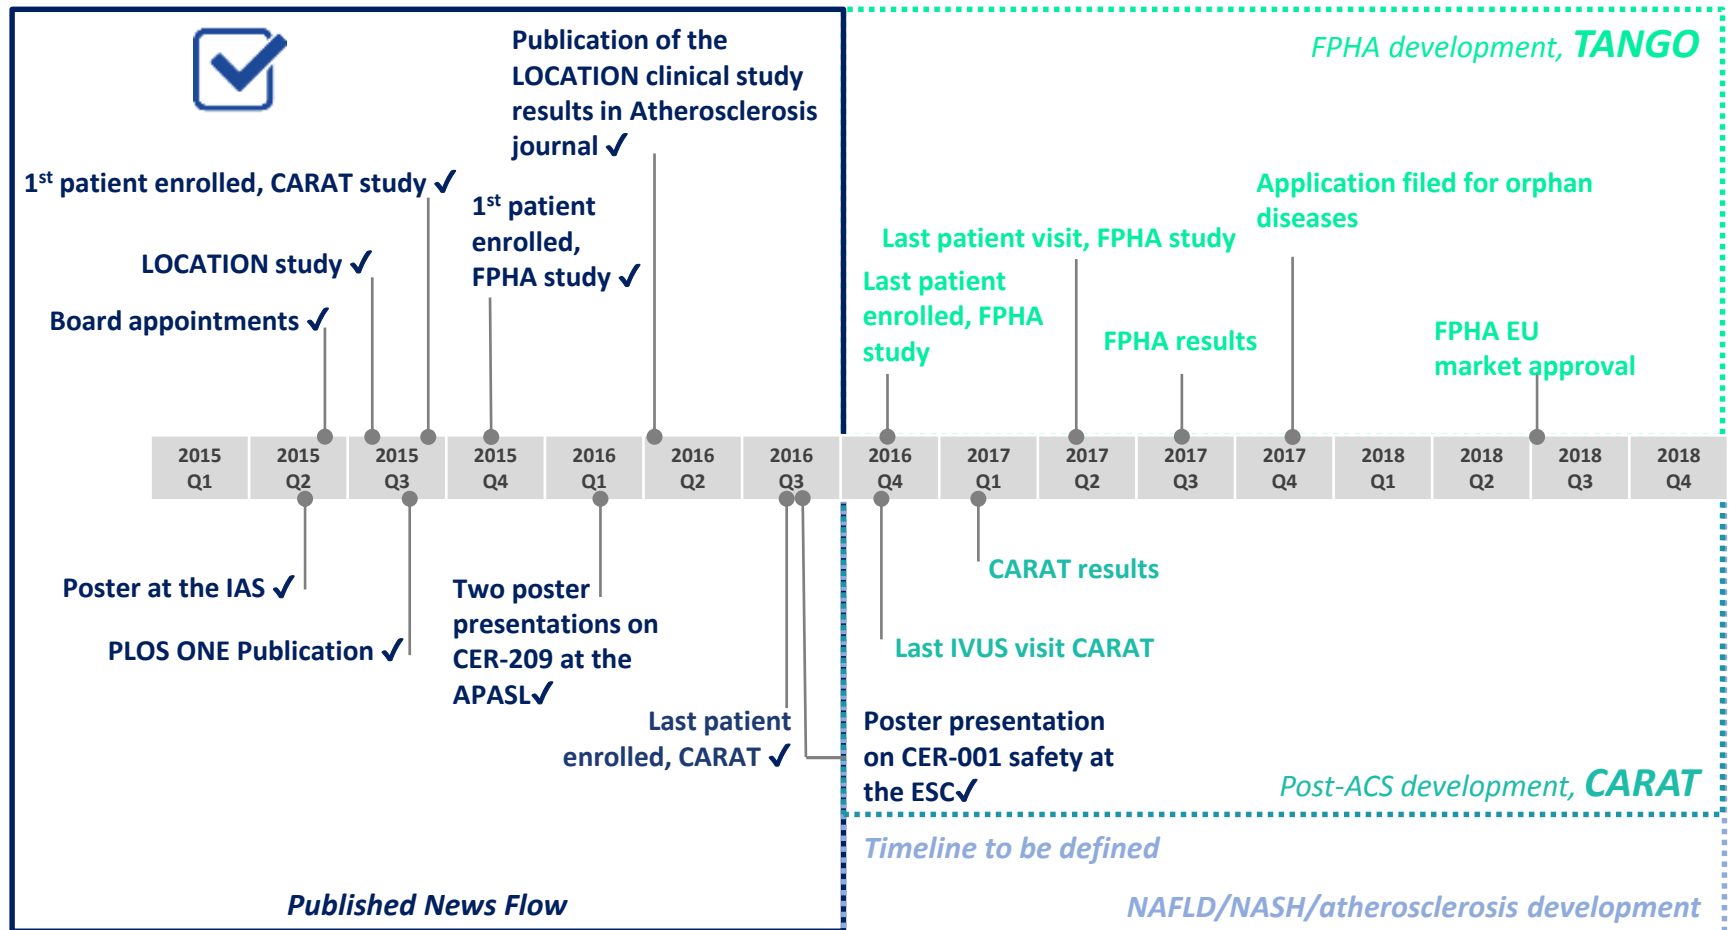 Publication of the
LOCATION clinical study
results in Atherosclerosis
journal ✓
1st patient enrolled, CARAT study ✓
1st patient
enrolled,
FPHA study ✓
LOCATION study ✓
Board appointments ✓
FPHA development, TANGO
Application filed for orphan
diseases
Last patient visit, FPHA study
Last patient
enrolled, FPHA
study
FPHA results
FPHA EU
market approval
2015 Q1
2015 Q2
2015 Q3
2015 Q4
2016 Q1
2016 Q2
2016 Q3
2016 Q4
2017 Q1
2017 Q2
2017 Q3
2017 Q4
2018 Q1
2018 Q2
2018 Q3
2018 Q4
Poster at the IAS ✓
PLOS ONE Publication ✓
Two poster
presentations on
CER-209 at the
APASL✓
Last patient
enrolled, CARAT ✓
CARAT results
Last IVUS visit CARAT
Poster presentation
on CER-001 safety at
the ESC✓
Post-ACS development, CARAT
Timeline to be defined
Published News Flow
NAFLD/NASH/atherosclerosis development